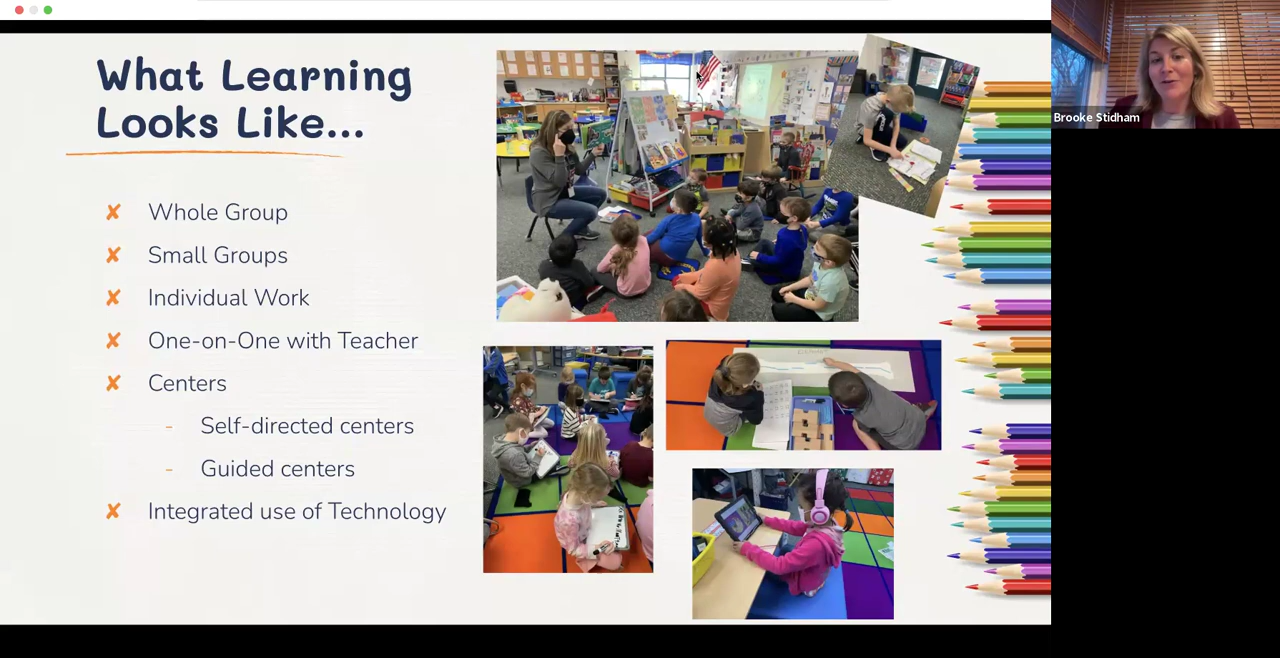 What Learning
Looks Like...
✘ Whole Group
✘ Small Groups
✘ Individual Work
✘ One-on-One with Teacher
✘ Centers
- Self-directed centers
- Guided centers
✘ Integrated use of Technology
Brooke Stidham